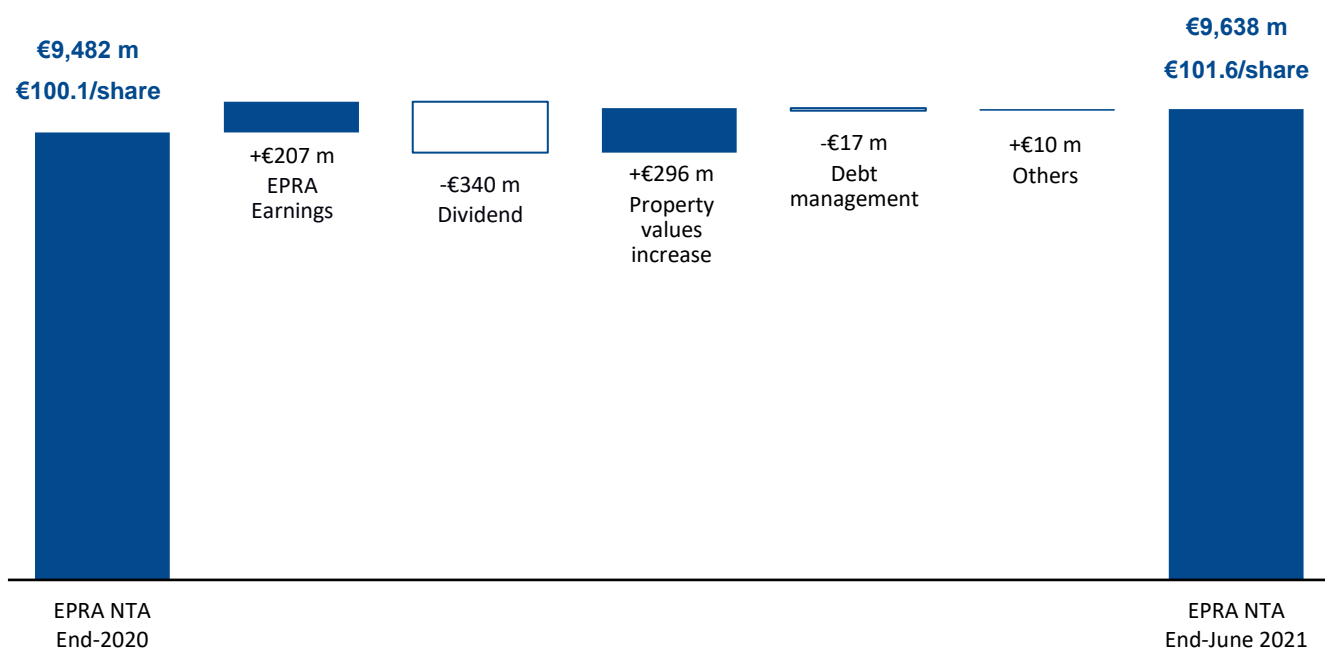 €9,482 m
€100.1/share
+€207 m
EPRA
Earnings
-€340 m
Dividend
+€296 m
Property
values
increase
-€17 m
Debt
management
+€10 m
Others
€9,638 m
€101.6/share
EPRA NTA
End-2020
EPRA NTA
End-June 2021